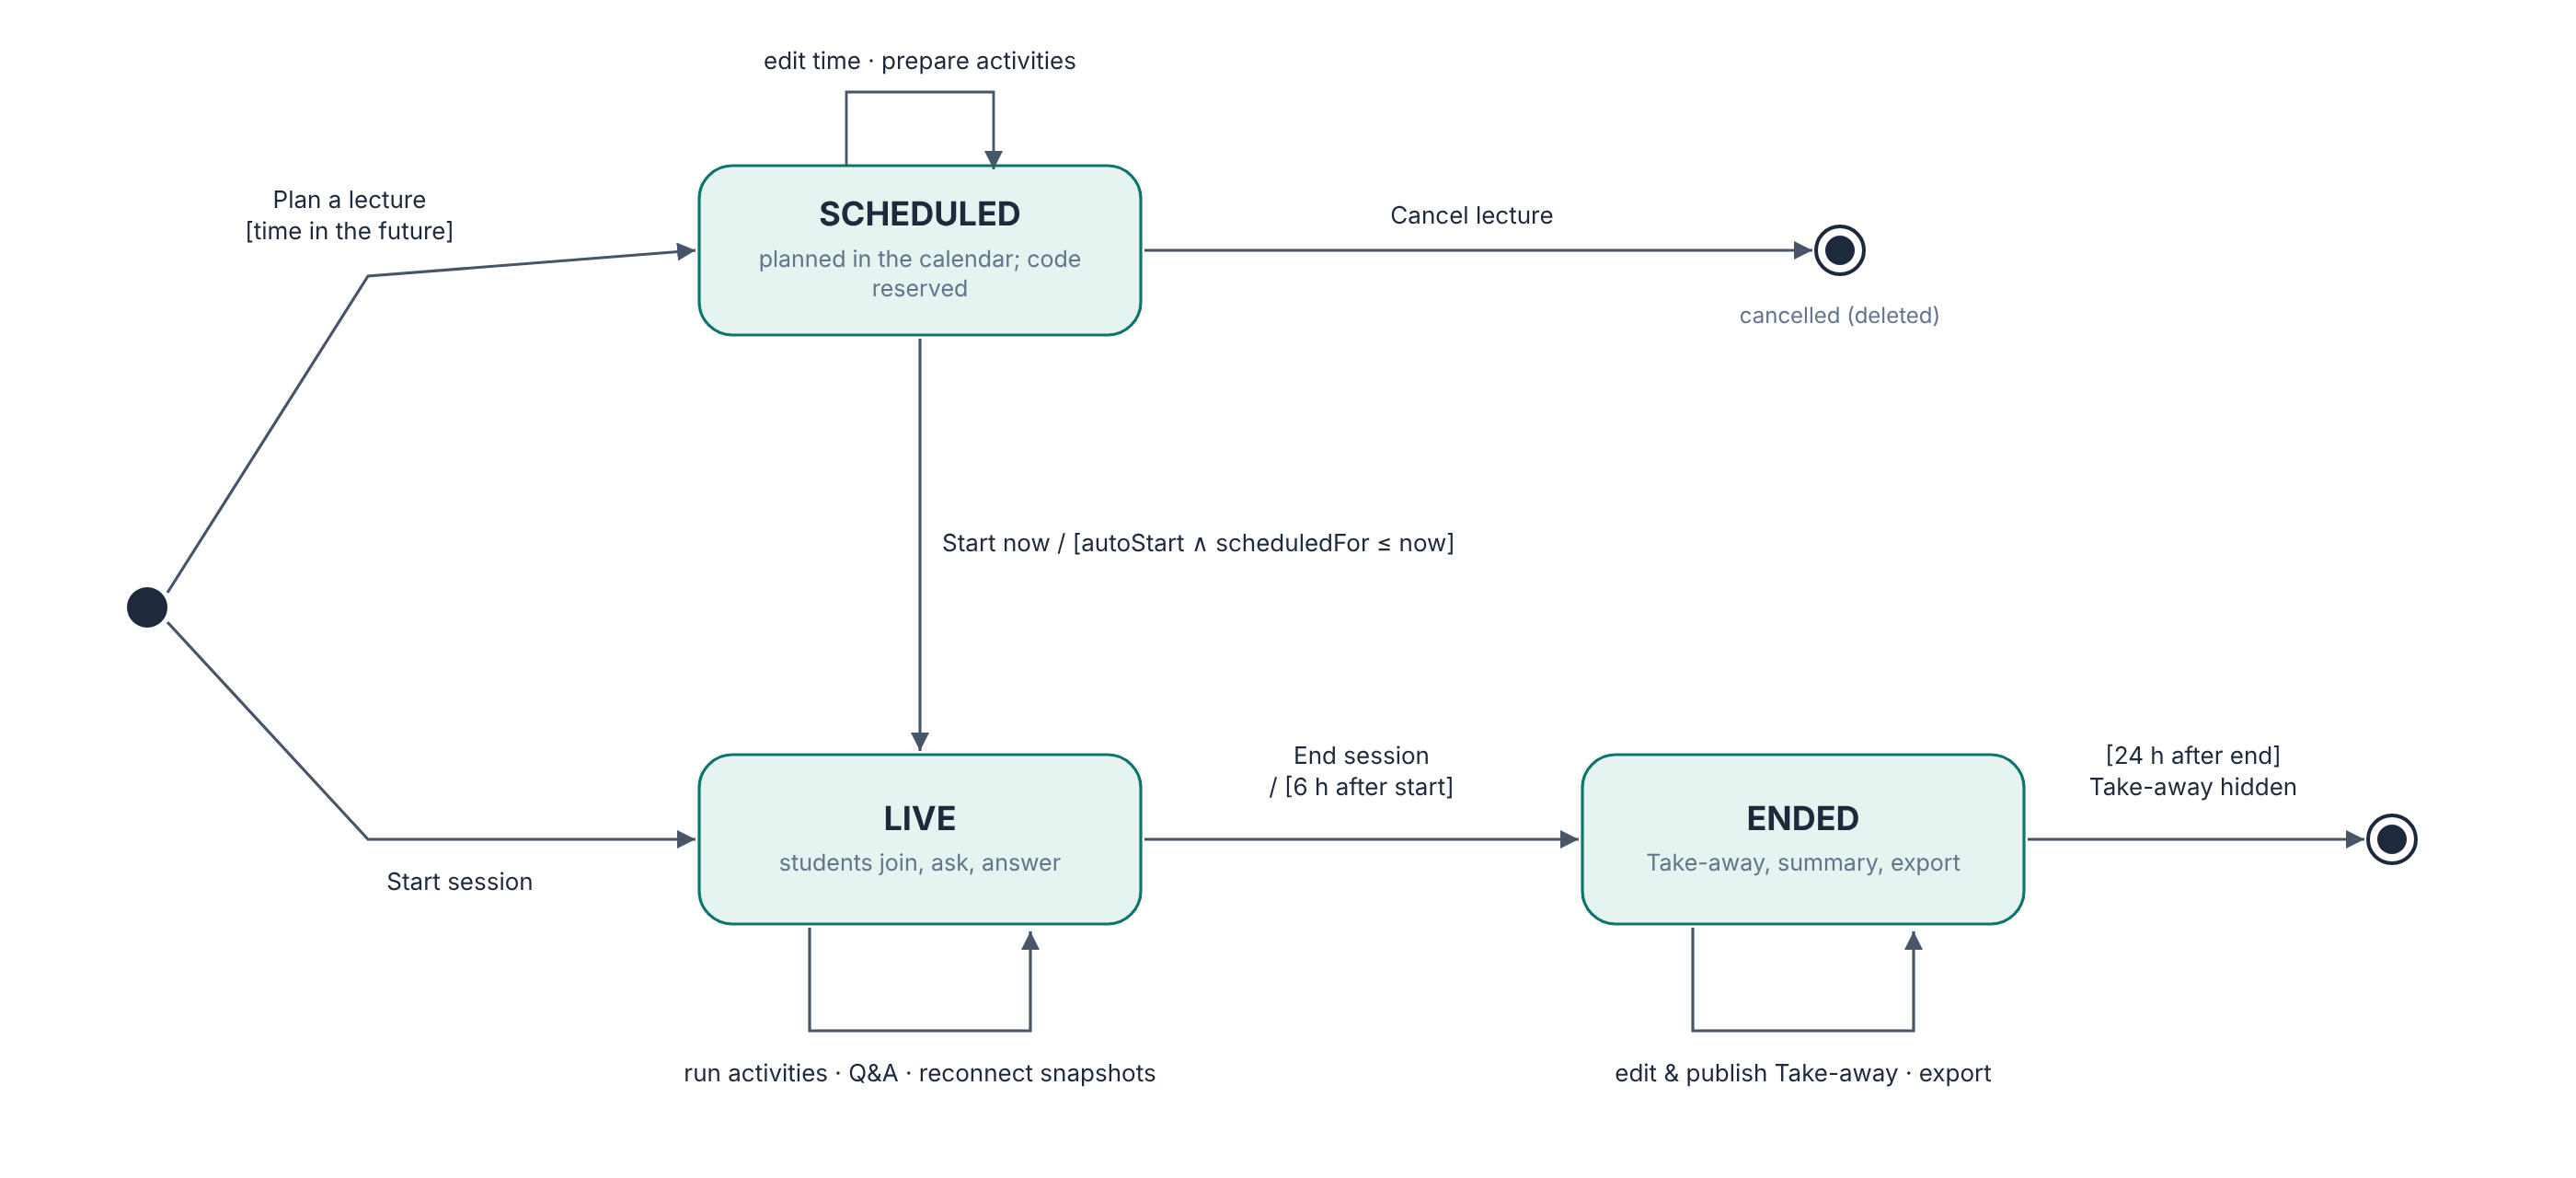 edit time · prepare activities
Plan a lecture
[time in the future]
SCHEDULED
planned in the calendar; code
reserved
Cancel lecture
cancelled (deleted)
Start now / [autoStart ∧ scheduledFor ≤ now]
Start session
LIVE
students join, ask, answer
End session
/ [6 h after start]
ENDED
Take-away, summary, export
[24 h after end]
Take-away hidden
run activities · Q&A · reconnect snapshots
edit & publish Take-away · export